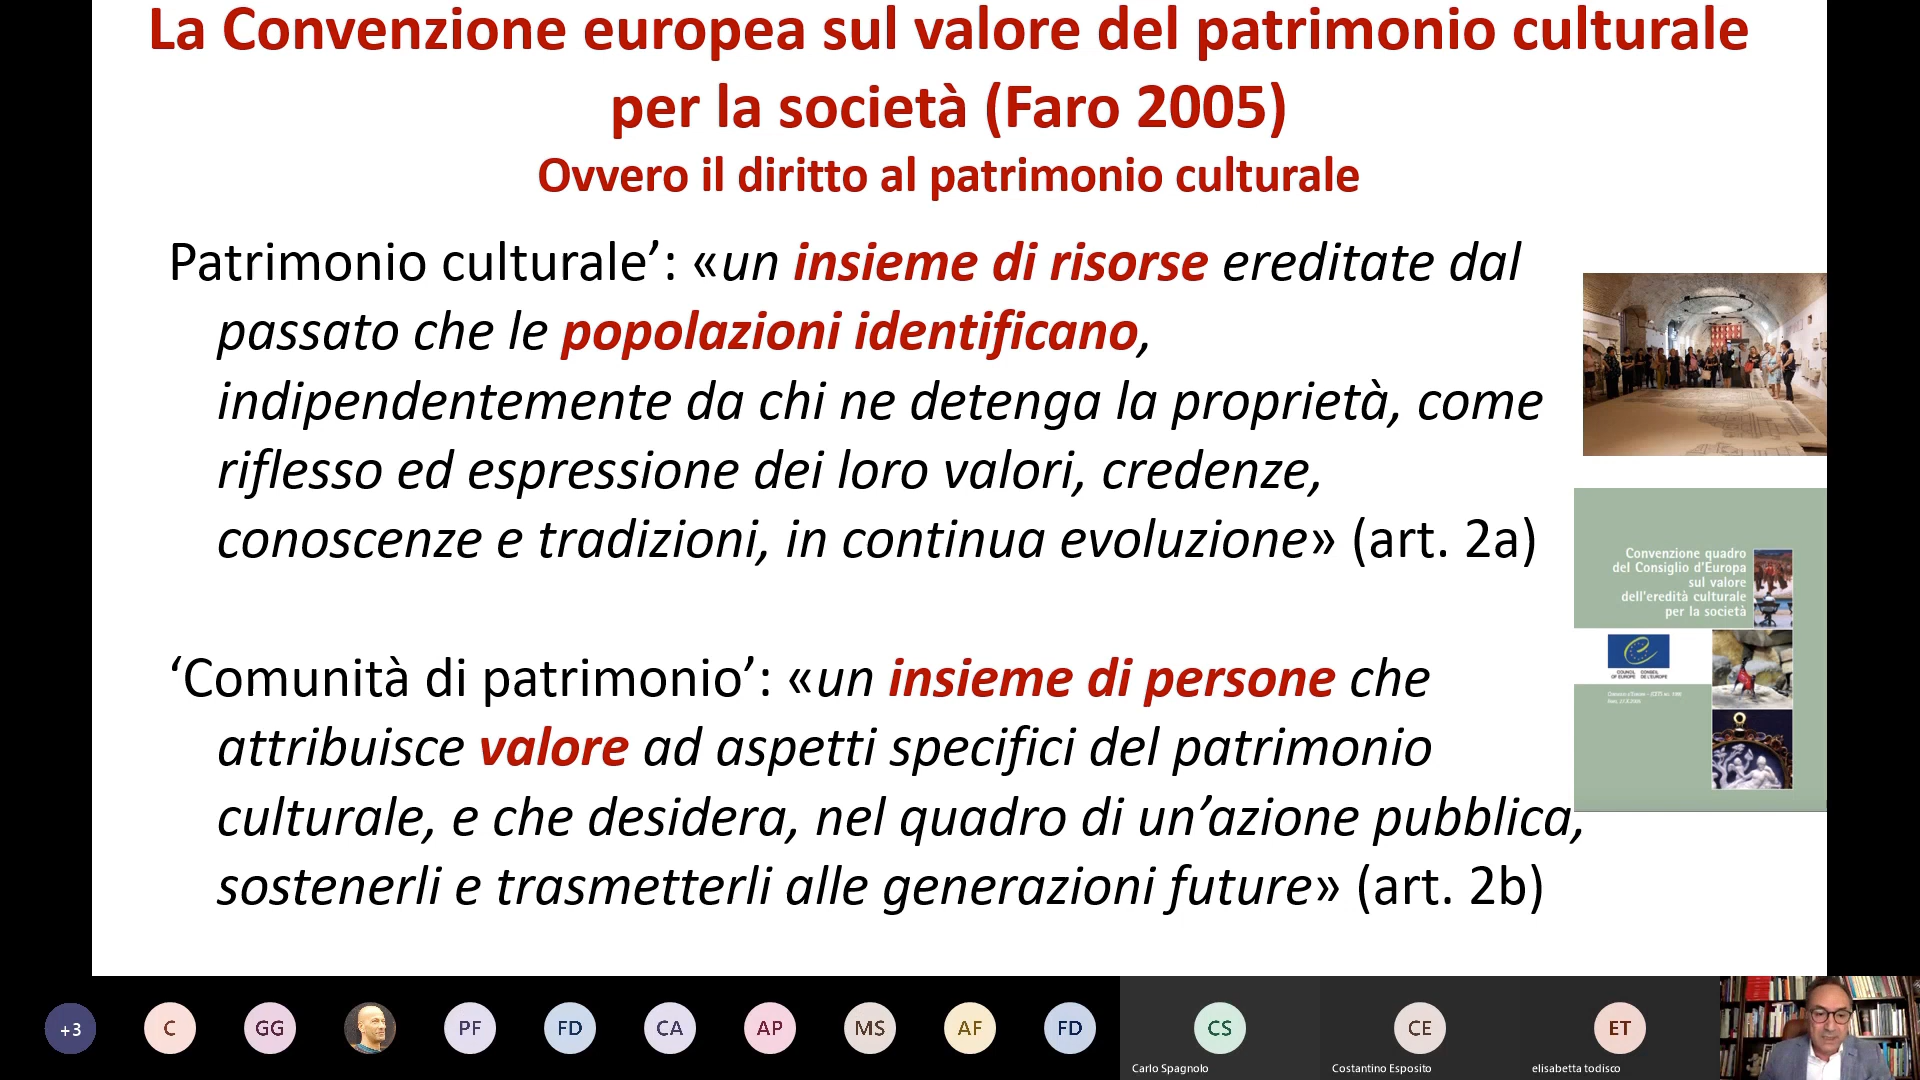 La Convenzione europea sul valore del patrimonio culturale
per la società (Faro 2005)
Ovvero il diritto al patrimonio culturale
Patrimonio culturale’: «un insieme di risorse ereditate dal
passato che le popolazioni identificano,
indipendentemente da chi ne detenga la proprietà, come
riflesso ed espressione dei loro valori, credenze,
conoscenze e tradizioni, in continua evoluzione» (art. 2a)
‘Comunità di patrimonio’: «un insieme di persone che
attribuisce valore ad aspetti specifici del patrimonio
culturale, e che desidera, nel quadro di un’azione pubblica,
sostenerli e trasmetterli alle generazioni future» (art. 2b)
Convenzione quadro
del Consiglio d'Europa
sul valore
dell'eredità culturale
per la società
COUNCIL CONSEIL
OF EUROPE DE L'EUROPE
+3
C
GG
PF
FD
CA
AP
MS
AF
FD
CS
CE
ET
Carlo Spagnolo
Costantino Esposito
elisabetta todisco